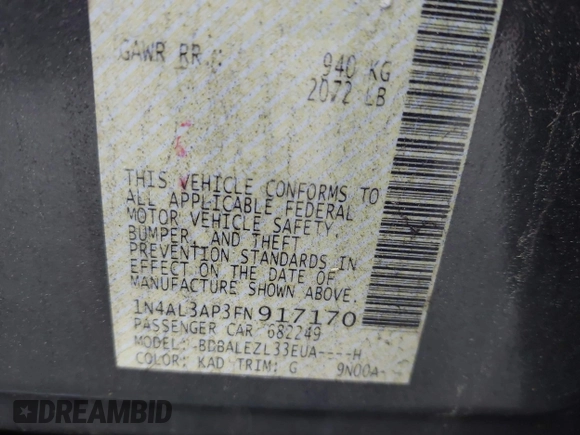 GAWR RR : 940 KG
2072 LB
THIS VEHICLE CONFORMS TO
ALL APPLICABLE FEDERAL
MOTOR VEHICLE SAFETY,
BUMPER, AND THEFT
PREVENTION STANDARDS IN
EFFECT ON THE DATE OF
MANUFACTURE SHOWN ABOVE.
1N4AL3AP3FN917170
PASSENGER CAR 682249
MODEL: BDBALEZL33EUA----H
COLOR: KAD TRIM: G 9N00A-
DREAMBID